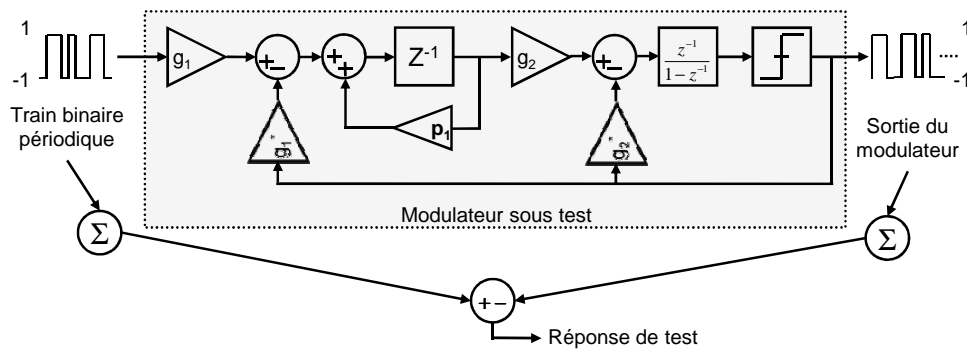 1
-1
Train binaire
périodique
g1
+
−
+
+
Z-1
p1
g1*
g2
+
−
g2*
z−1
1− z−1
1
-1
Sortie du
modulateur
Modulateur sous test
Σ
Σ
+−
Réponse de test